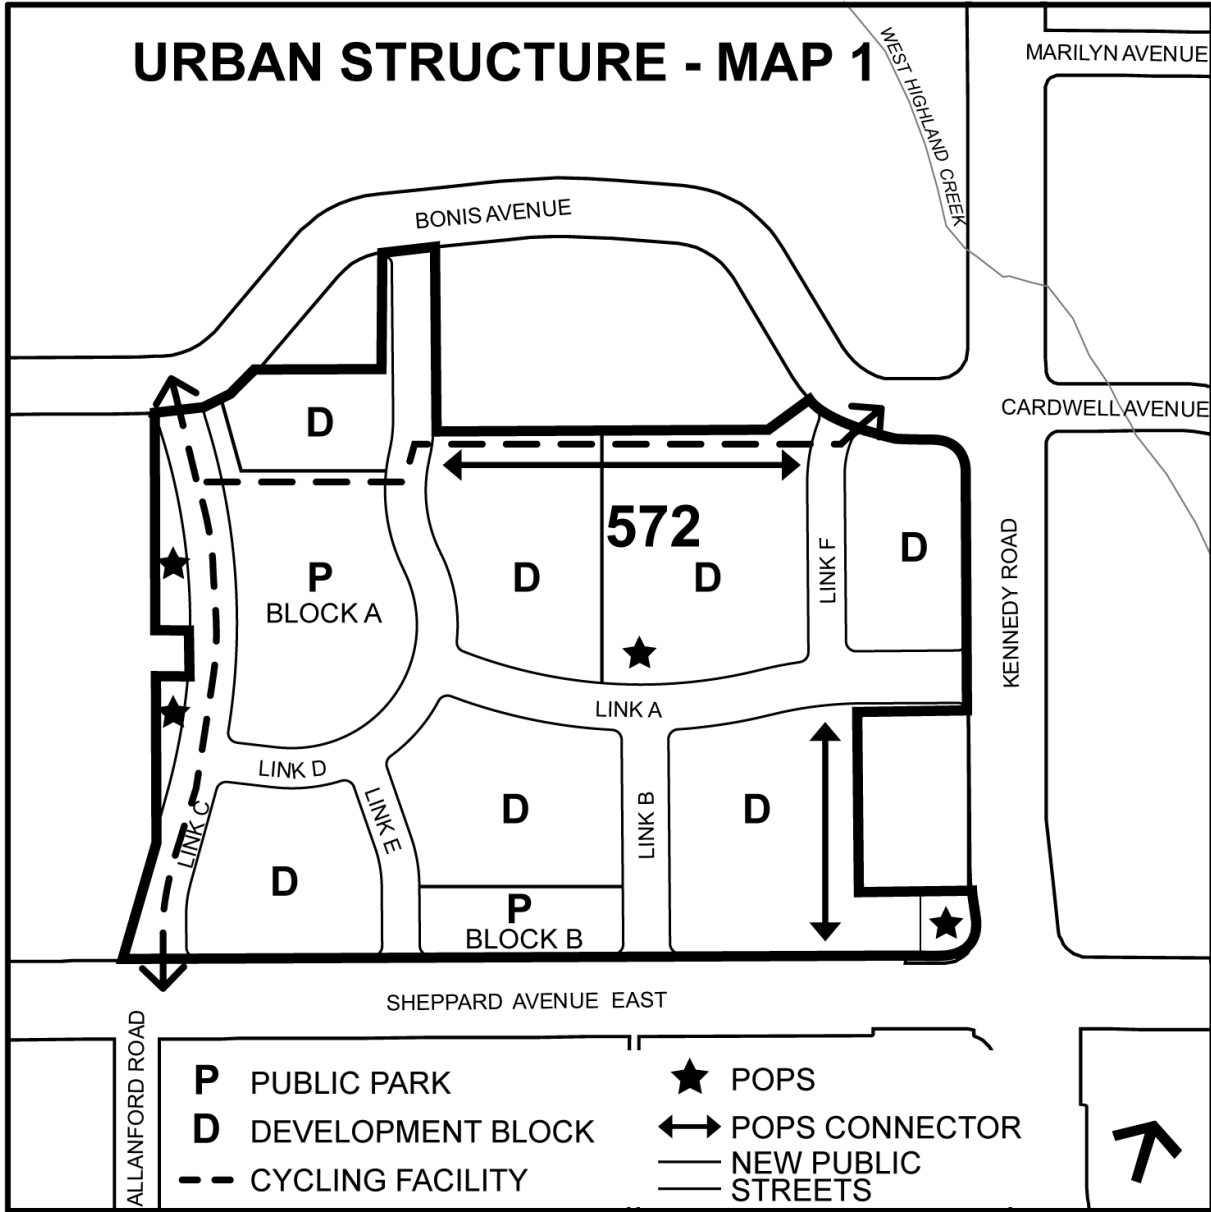 URBAN STRUCTURE - MAP 1
WEST HIGHLAND CREEK
MARILYN AVENUE
BONIS AVENUE
CARDWELL AVENUE
D
572
P
BLOCK A
D
D
LINK F
D
KENNEDY ROAD
LINK A
LINK D
LINK C
LINK E
D
LINK B
D
D
P
BLOCK B
SHEPPARD AVENUE EAST
ALLANFORD ROAD
P PUBLIC PARK
D DEVELOPMENT BLOCK
CYCLING FACILITY
POPS
POPS CONNECTOR
NEW PUBLIC
STREETS